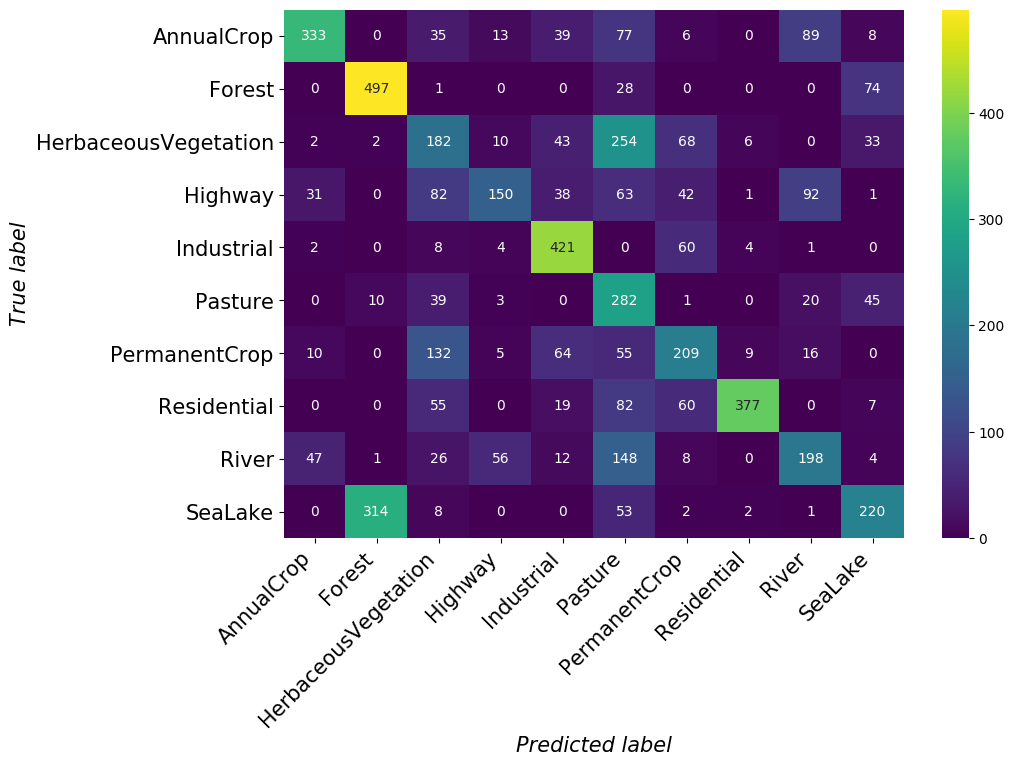 AnnualCrop 333 0 35 13 39 77 6 0 89 8
Forest 0 497 1 0 0 28 0 0 0 74
HerbaceousVegetation 2 2 182 10 43 254 68 6 0 33
Highway 31 0 82 150 38 63 42 1 92 1
Industrial 2 0 8 4 421 0 60 4 1 0
Pasture 0 10 39 3 0 282 1 0 20 45
PermanentCrop 10 0 132 5 64 55 209 9 16 0
Residential 0 0 55 0 19 82 60 377 0 7
River 47 1 26 56 12 148 8 0 198 4
SeaLake 0 314 8 0 0 53 2 2 1 220
True label
AnnualCrop
Forest
HerbaceousVegetation
Highway
Industrial
Pasture
PermanentCrop
Residential
River
SeaLake
Predicted label
400
300
200
100
0